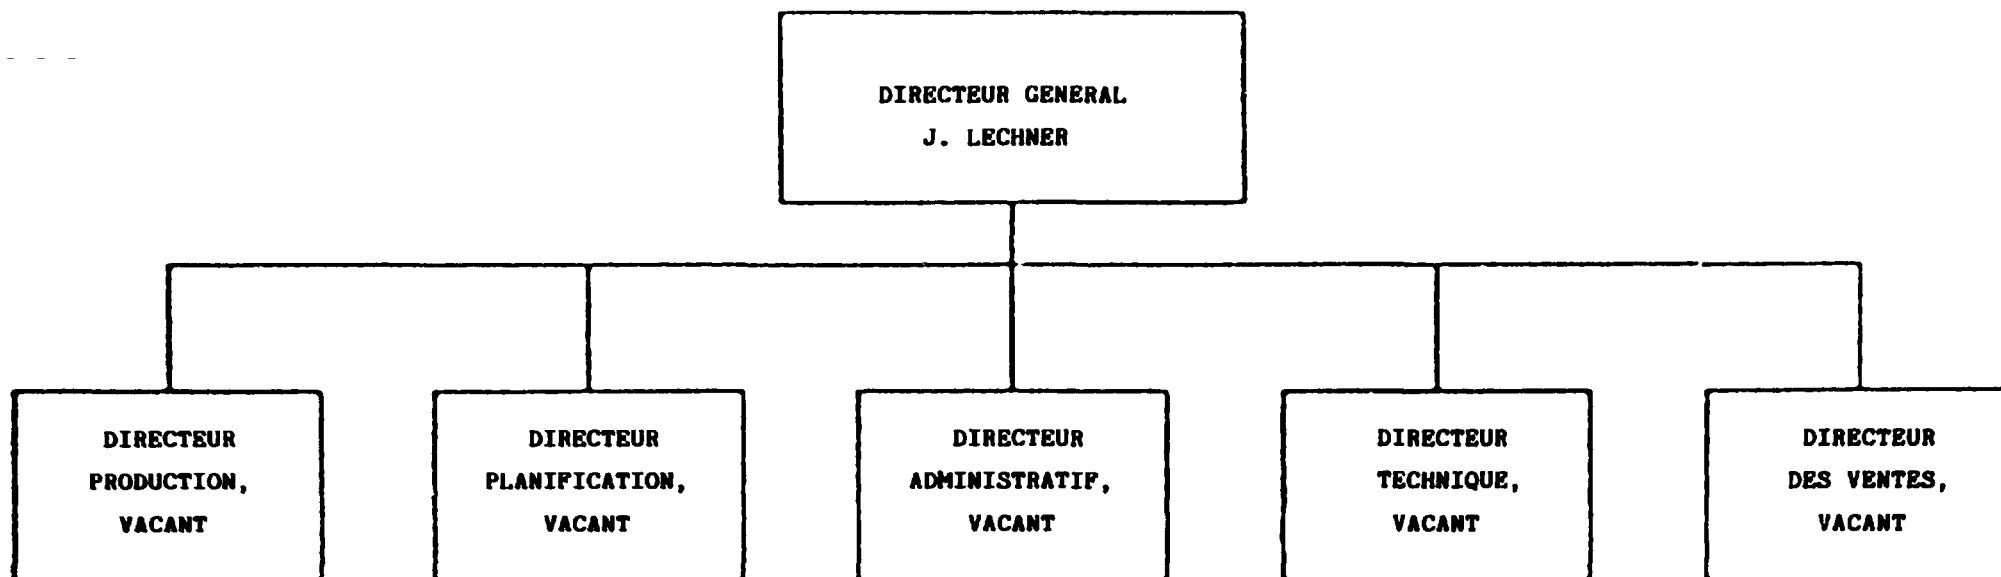 DIRECTEUR GENERAL
J. LECHNER
DIRECTEUR
PRODUCTION,
VACANT
DIRECTEUR
PLANIFICATION,
VACANT
DIRECTEUR
ADMINISTRATIF,
VACANT
DIRECTEUR
TECHNIQUE,
VACANT
DIRECTEUR
DES VENTES,
VACANT